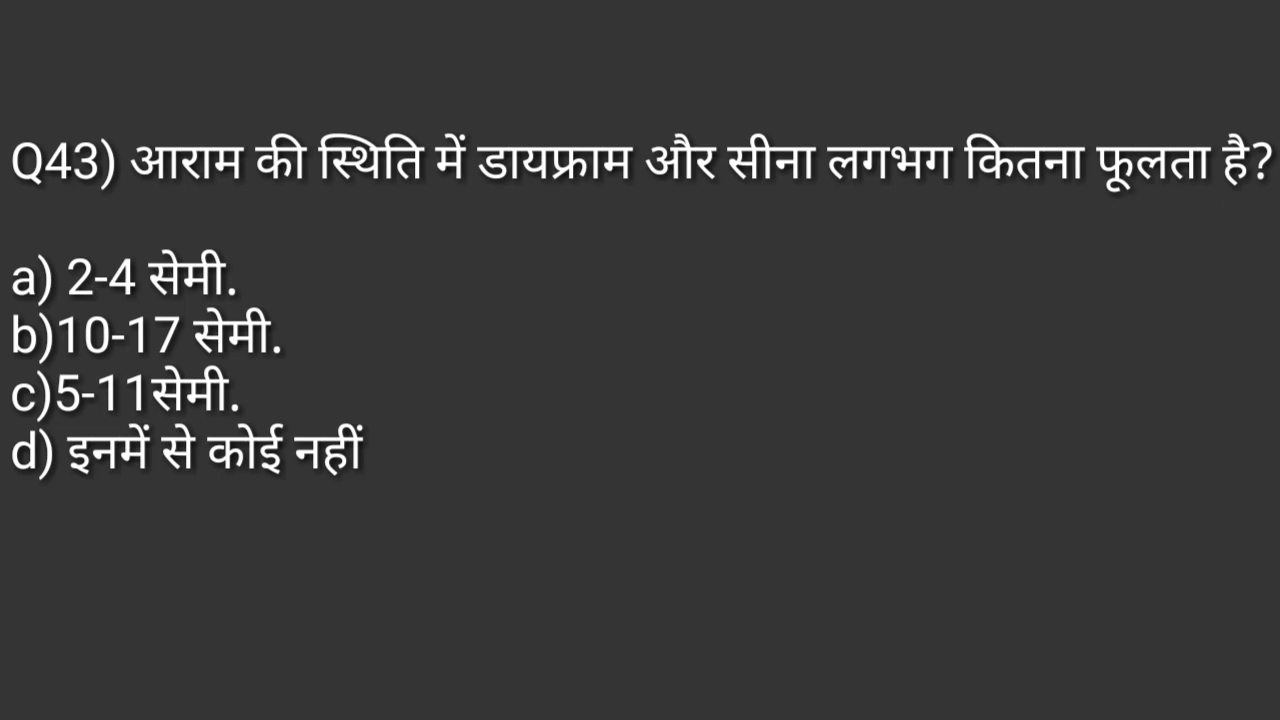 Q43) आराम की स्थिति में डायफ्राम और सीना लगभग कितना फूलता है?
a) 2-4 सेमी.
b)10-17 सेमी.
c)5-11सेमी.
d) इनमें से कोई नहीं